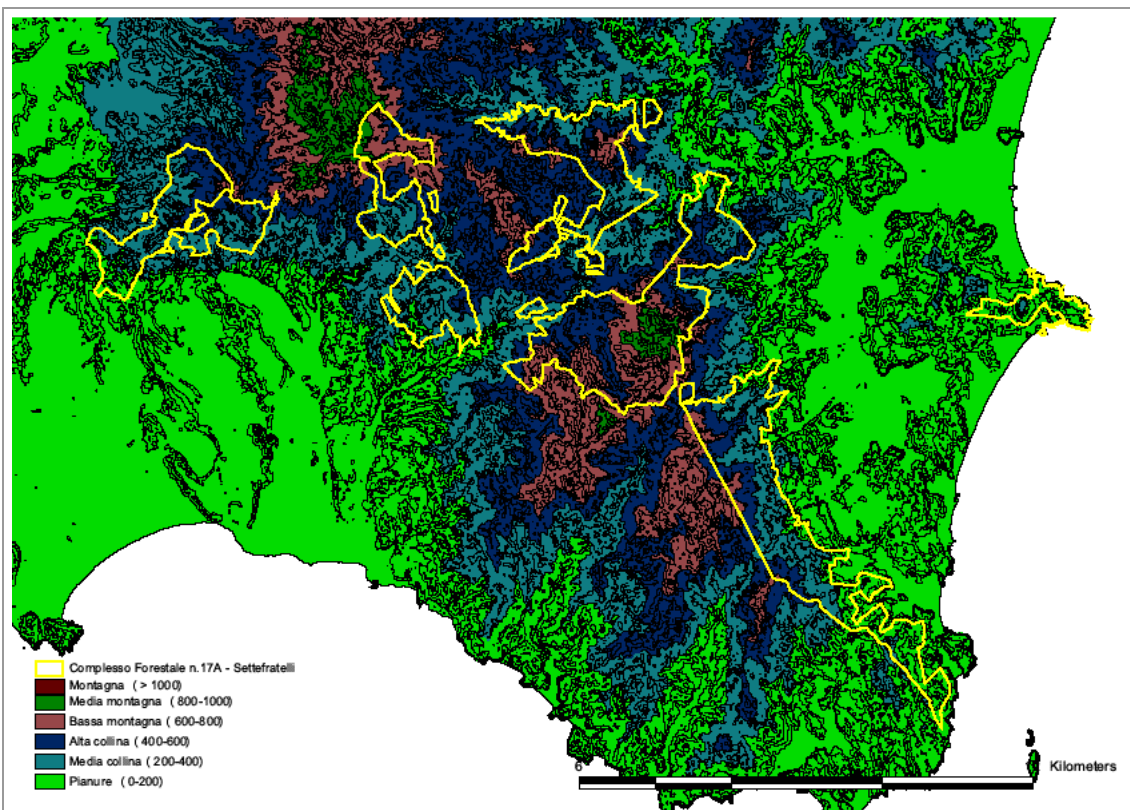 Complesso Forestale n.17A - Settefratelli
Montagna ( > 1000)
Media montagna ( 800-1000)
Bassa montagna ( 600-800)
Alta collina ( 400-600)
Media collina ( 200-400)
Pianure ( 0-200)
6 Kilometers